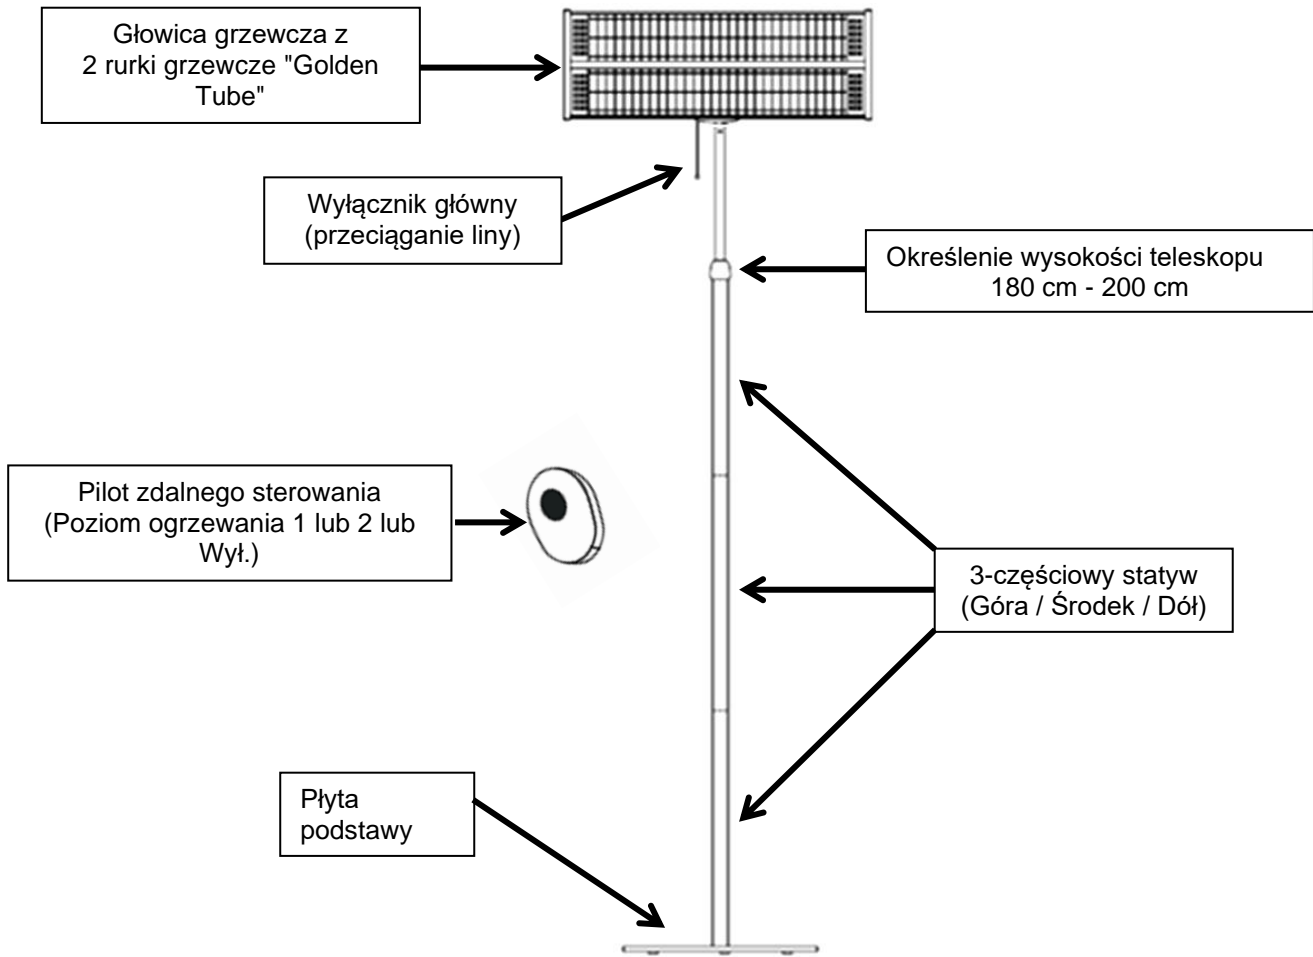 Głowica grzewcza z
2 rurki grzewcze "Golden
Tube"
Wyłącznik główny
(przeciąganie liny)
Określenie wysokości teleskopu
180 cm - 200 cm
Pilot zdalnego sterowania
(Poziom ogrzewania 1 lub 2 lub
Wył.)
3-częściowy statyw
(Góra / Środek / Dół)
Płyta
podstawy